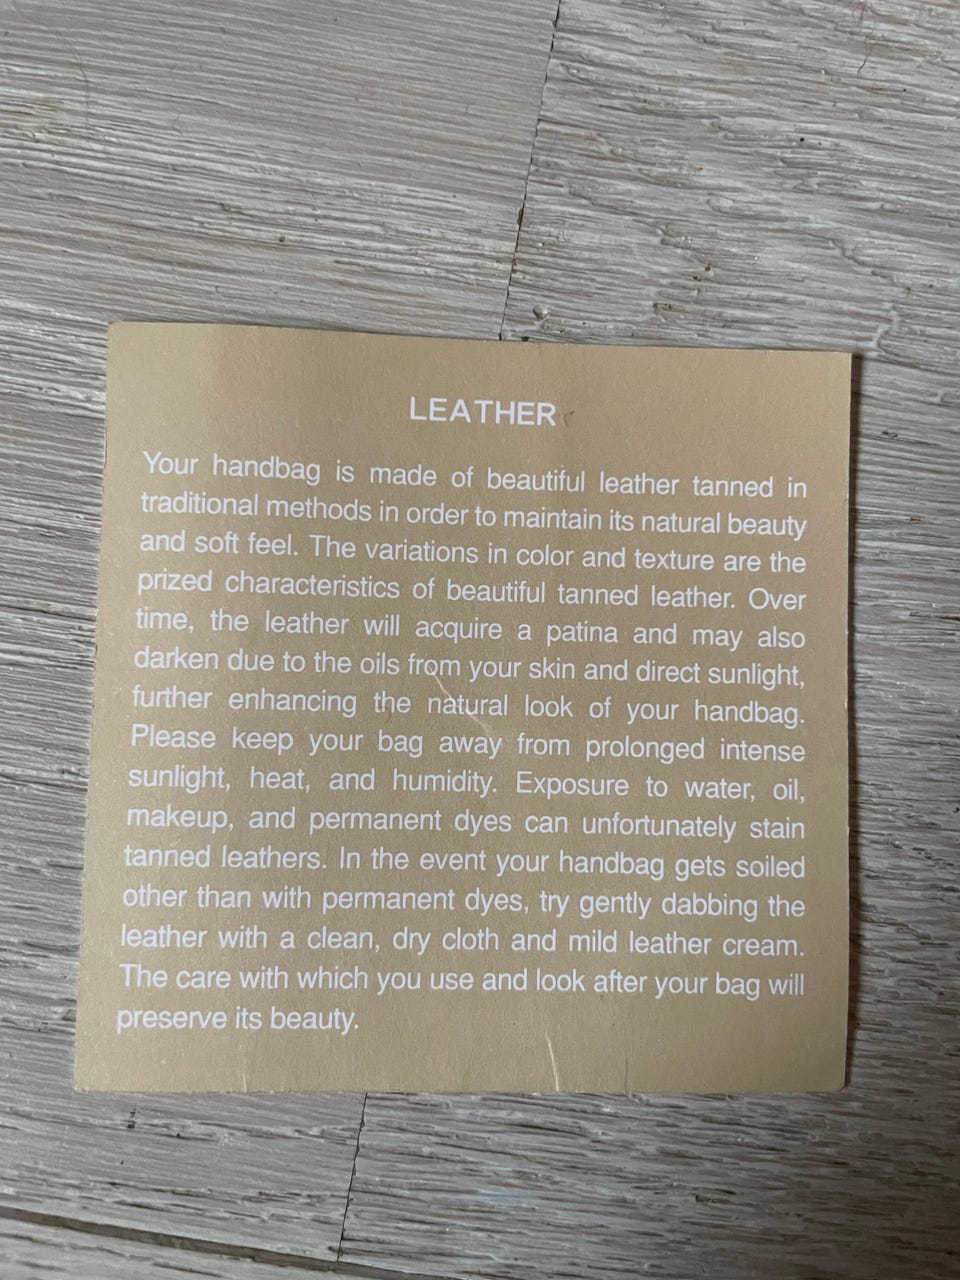 LEATHER
Your handbag is made of beautiful leather tanned in
traditional methods in order to maintain its natural beauty
and soft feel. The variations in color and texture are the
prized characteristics of beautiful tanned leather. Over
time, the leather will acquire a patina and may also
darken due to the oils from your skin and direct sunlight,
further enhancing the natural look of your handbag.
Please keep your bag away from prolonged intense
sunlight, heat, and humidity. Exposure to water, oil,
makeup, and permanent dyes can unfortunately stain
tanned leathers. In the event your handbag gets soiled
other than with permanent dyes, try gently dabbing the
leather with a clean, dry cloth and mild leather cream.
The care with which you use and look after your bag will
preserve its beauty.